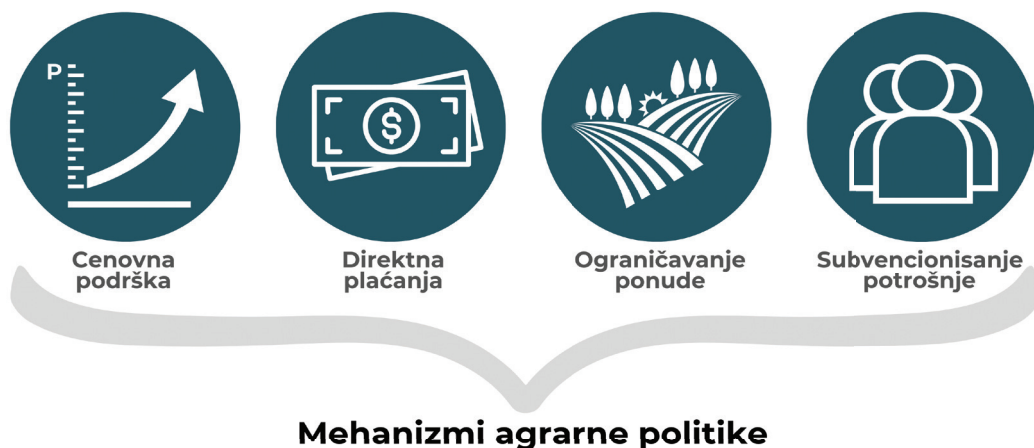 P
$
Cenovna
podrška
Direktna
plaćanja
Ograničavanje
ponude
Subvencionisanje
potrošnje
Mehanizmi agrarne politike